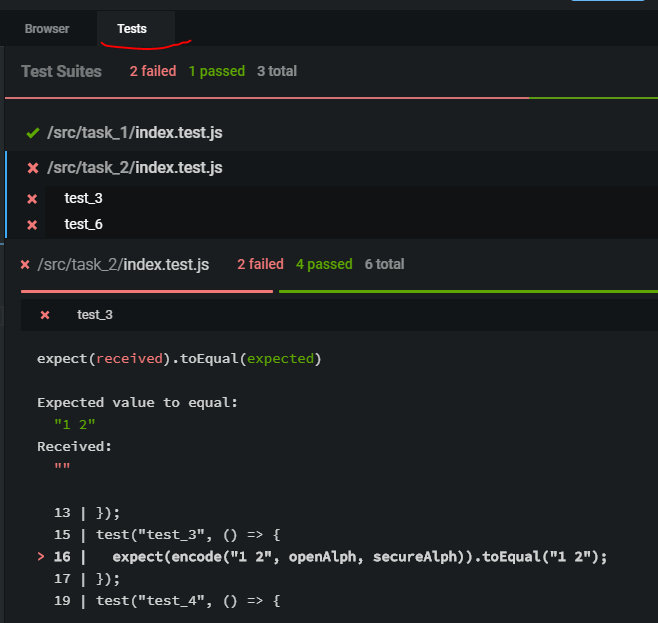 Browser Tests
Test Suites 2 failed 1 passed 3 total
/src/task_1/index.test.js
/src/task_2/index.test.js
test_3
test_6
/src/task_2/index.test.js 2 failed 4 passed 6 total
test_3
expect(received).toEqual(expected)
Expected value to equal:
"1 2"
Received:
""
13 | });
15 | test("test_3", () => {
> 16 |   expect(encode("1 2", openAlph, secureAlph)).toEqual("1 2");
17 | });
19 | test("test_4", () => {